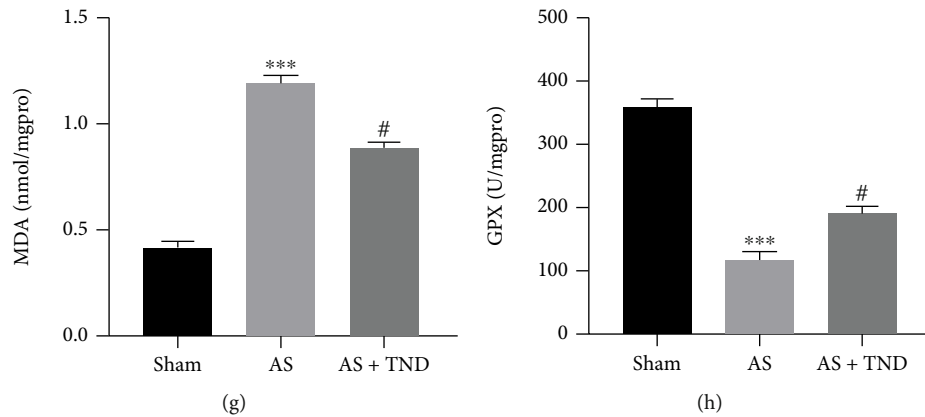 MDA (nmol/mgpro)
1.5
1.0
0.5
0.0
***
#
Sham
AS
AS + TND
(g)
GPX (U/mgpro)
500
400
300
200
100
0
***
#
Sham
AS
AS + TND
(h)